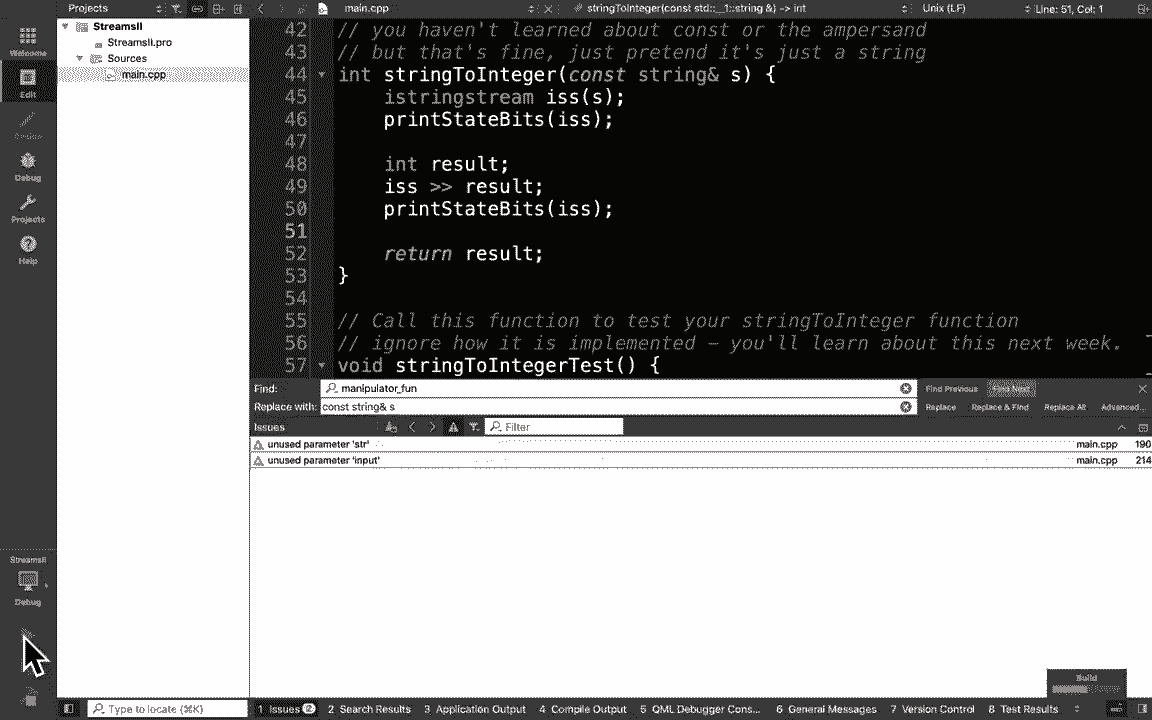 Projects
main.cpp
stringToInteger(const std::__1::string &) -> int
Unix (LF)
Line: 51, Col: 1
Welcome
Edit
Design
Debug
Projects
Help
StreamsII
Debug
StreamsII
StreamsII.pro
Sources
main.cpp
42 // you haven't learned about const or the ampersand
43 // but that's fine, just pretend it's just a string
44 int stringToInteger(const string& s) {
45 istringstream iss(s);
46 printStateBits(iss);
47
48 int result;
49 iss >> result;
50 printStateBits(iss);
51
52 return result;
53 }
54
55 // Call this function to test your stringToInteger function
56 // ignore how it is implemented – you'll learn about this next week.
57 void stringToIntegerTest() {
Find: manipulator_fun Find Previous Find Next
Replace with: const string& s Replace Replace & Find Replace All Advanced...
Issues Filter
unused parameter 'str' main.cpp 190
unused parameter 'input' main.cpp 214
Build
Type to locate (⌘K) 1 Issues 2 2 Search Results 3 Application Output 4 Compile Output 5 QML Debugger Cons... 6 General Messages 7 Version Control 8 Test Results